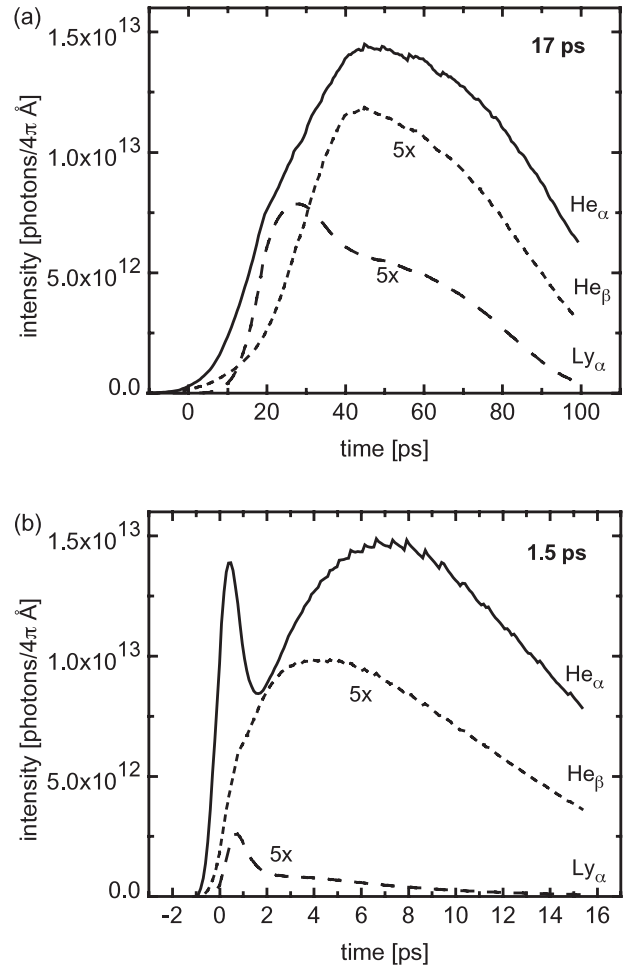 (a)
17 ps
1.5x10¹³
1.0x10¹³
5.0x10¹²
0.0
intensity [photons/4π Å]
5x
5x
Heα
Heβ
Lyα
0 20 40 60 80 100
time [ps]
(b)
1.5 ps
1.5x10¹³
1.0x10¹³
5.0x10¹²
0.0
intensity [photons/4π Å]
5x
5x
Heα
Heβ
Lyα
-2 0 2 4 6 8 10 12 14 16
time [ps]